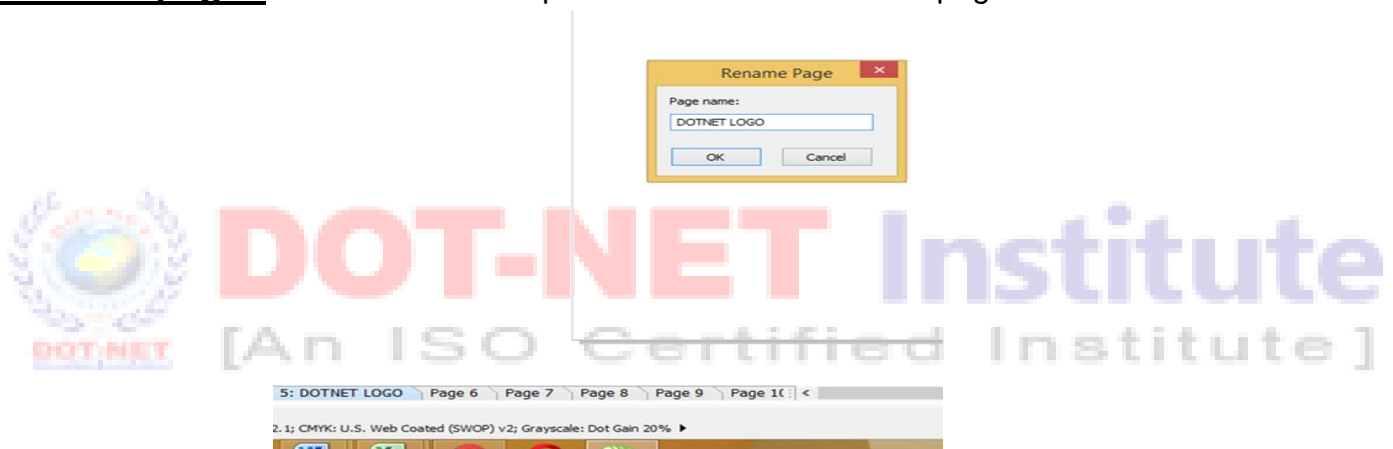 Rename Page
Page name:
DOTNET LOGO
OK Cancel
DOT-NET Institute
DOT-NET [An ISO Certified Institute]
5: DOTNET LOGO Page 6 Page 7 Page 8 Page 9
2.1; CMYK: U.S. Web Coated (SWOP) v2; Grayscale: Dot Gain 20%